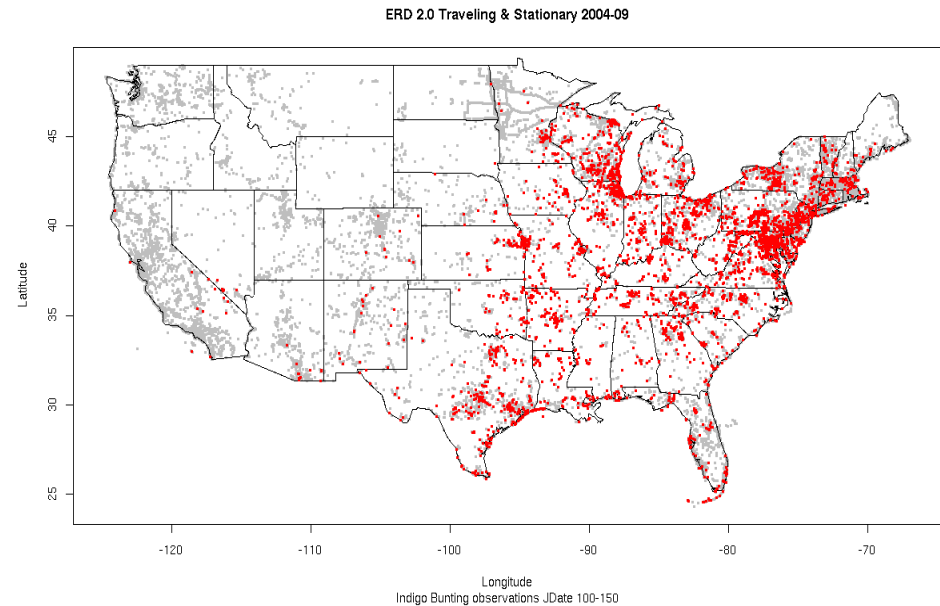 ERD 2.0 Traveling & Stationary 2004-09
Latitude
45
40
35
30
25
-120 -110 -100 -90 -80 -70
Longitude
Indigo Bunting observations JDate 100-150